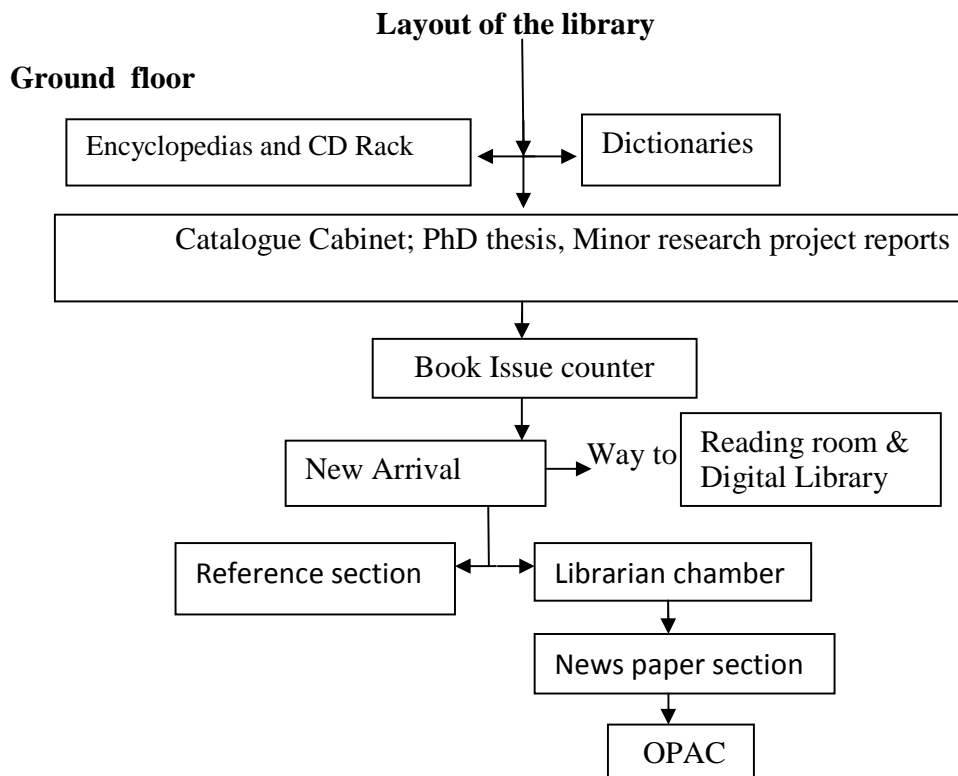 Layout of the library
Ground floor
Encyclopedias and CD Rack
Dictionaries
Catalogue Cabinet; PhD thesis, Minor research project reports
Book Issue counter
New Arrival
Way to
Reading room &
Digital Library
Reference section
Librarian chamber
News paper section
OPAC